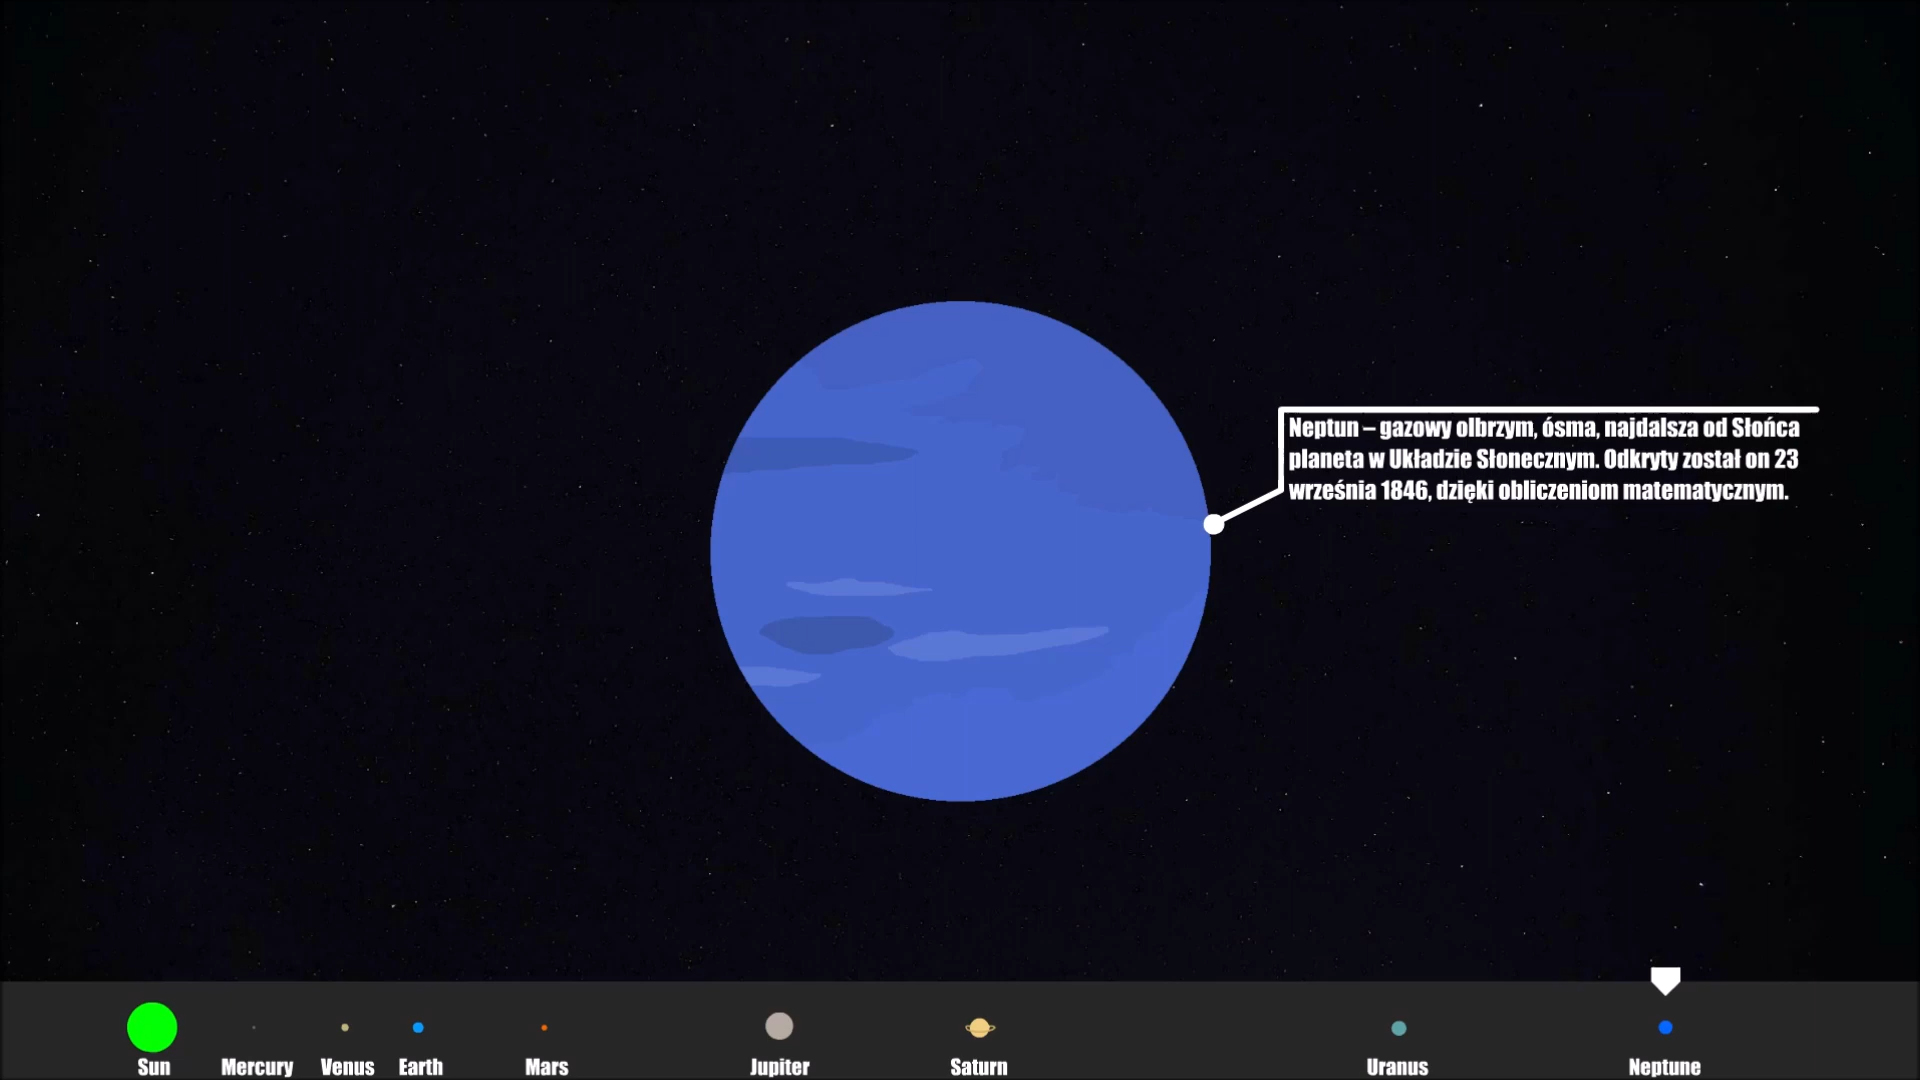 Neptun – gazowy olbrzym, ósma, najdalsza od Słońca
planeta w Układzie Słonecznym. Odkryty został on 23
września 1846, dzięki obliczeniom matematycznym.
Sun Mercury Venus Earth Mars Jupiter Saturn Uranus Neptune